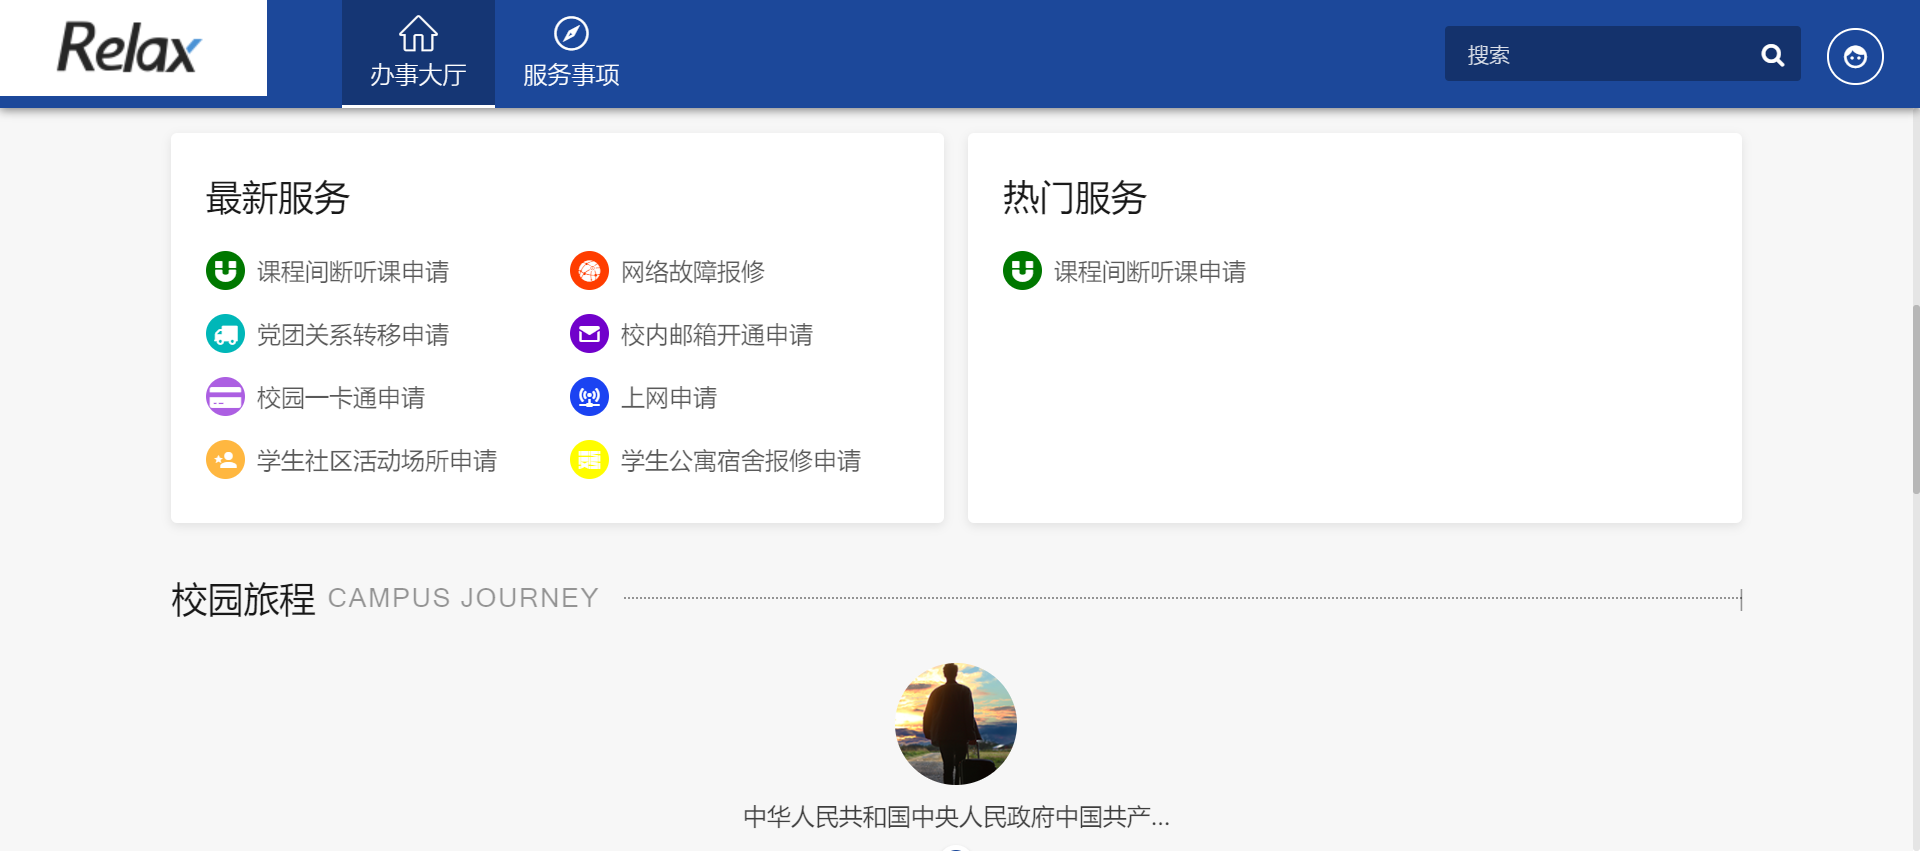 Relax
办事大厅
服务事项
搜索
最新服务
课程间断听课申请
网络故障报修
党团关系转移申请
校内邮箱开通申请
校园一卡通申请
上网申请
学生社区活动场所申请
学生公寓宿舍报修申请
热门服务
课程间断听课申请
校园旅程 CAMPUS JOURNEY
中华人民共和国中央人民政府中国共产...